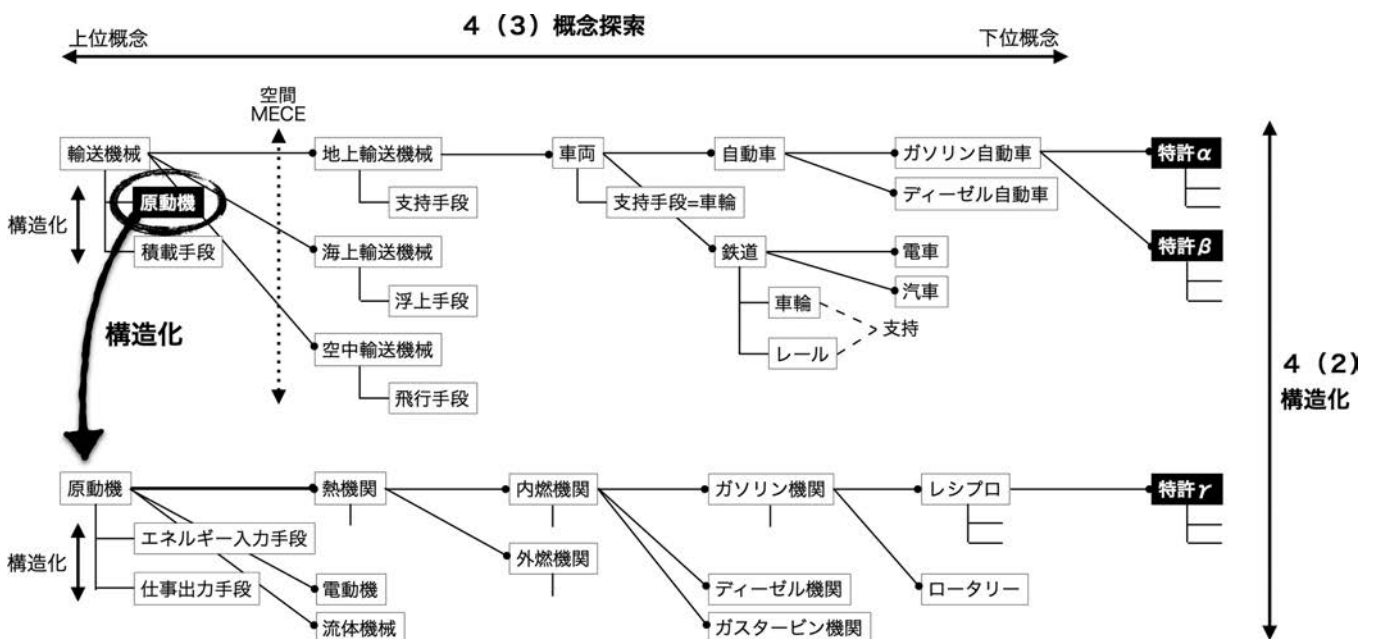 4（3）概念探索
上位概念
下位概念
空間
MECE
輸送機械
地上輸送機械
車両
自動車
ガソリン自動車
特許α
原動機
支持手段
支持手段=車輪
ディーゼル自動車
構造化
積載手段
海上輸送機械
鉄道
電車
特許β
浮上手段
車輪
汽車
構造化
空中輸送機械
レール
支持
飛行手段
4（2）
構造化
原動機
熱機関
内燃機関
ガソリン機関
レシプロ
特許γ
エネルギー入力手段
外燃機関
構造化
仕事出力手段
電動機
ディーゼル機関
ロータリー
流体機械
ガスタービン機関